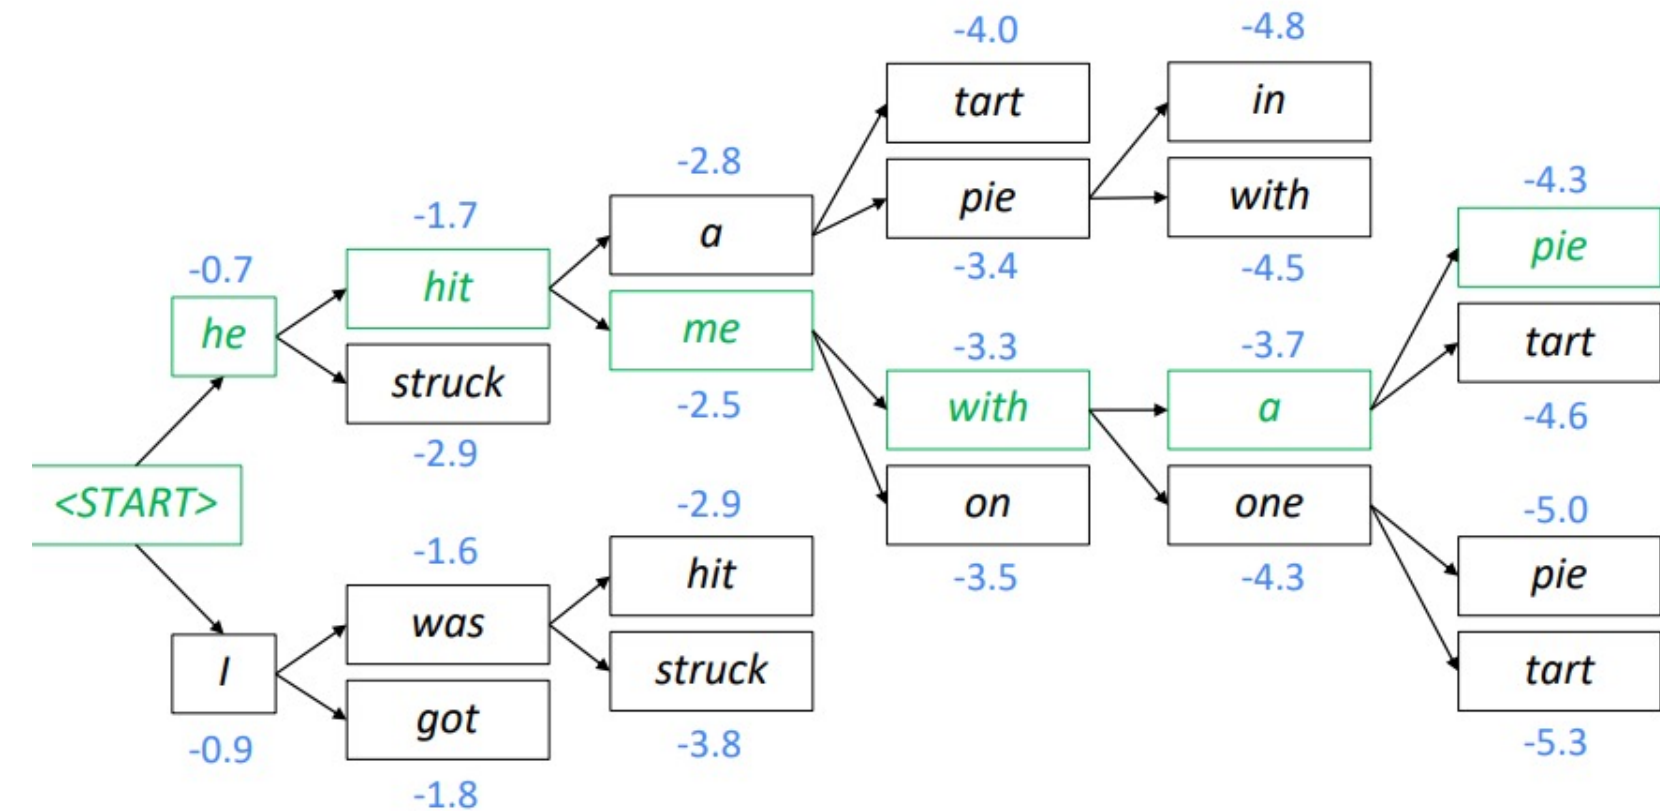 -4.0
-4.8
tart
in
-2.8
-4.3
-1.7
pie
with
a
pie
-0.7
hit
-3.4
-4.5
he
me
-3.3
-3.7
tart
struck
-2.5
with
a
-4.6
-2.9
<START>
-2.9
on
one
-5.0
-1.6
hit
-3.5
-4.3
pie
was
I
struck
tart
got
-0.9
-3.8
-5.3
-1.8